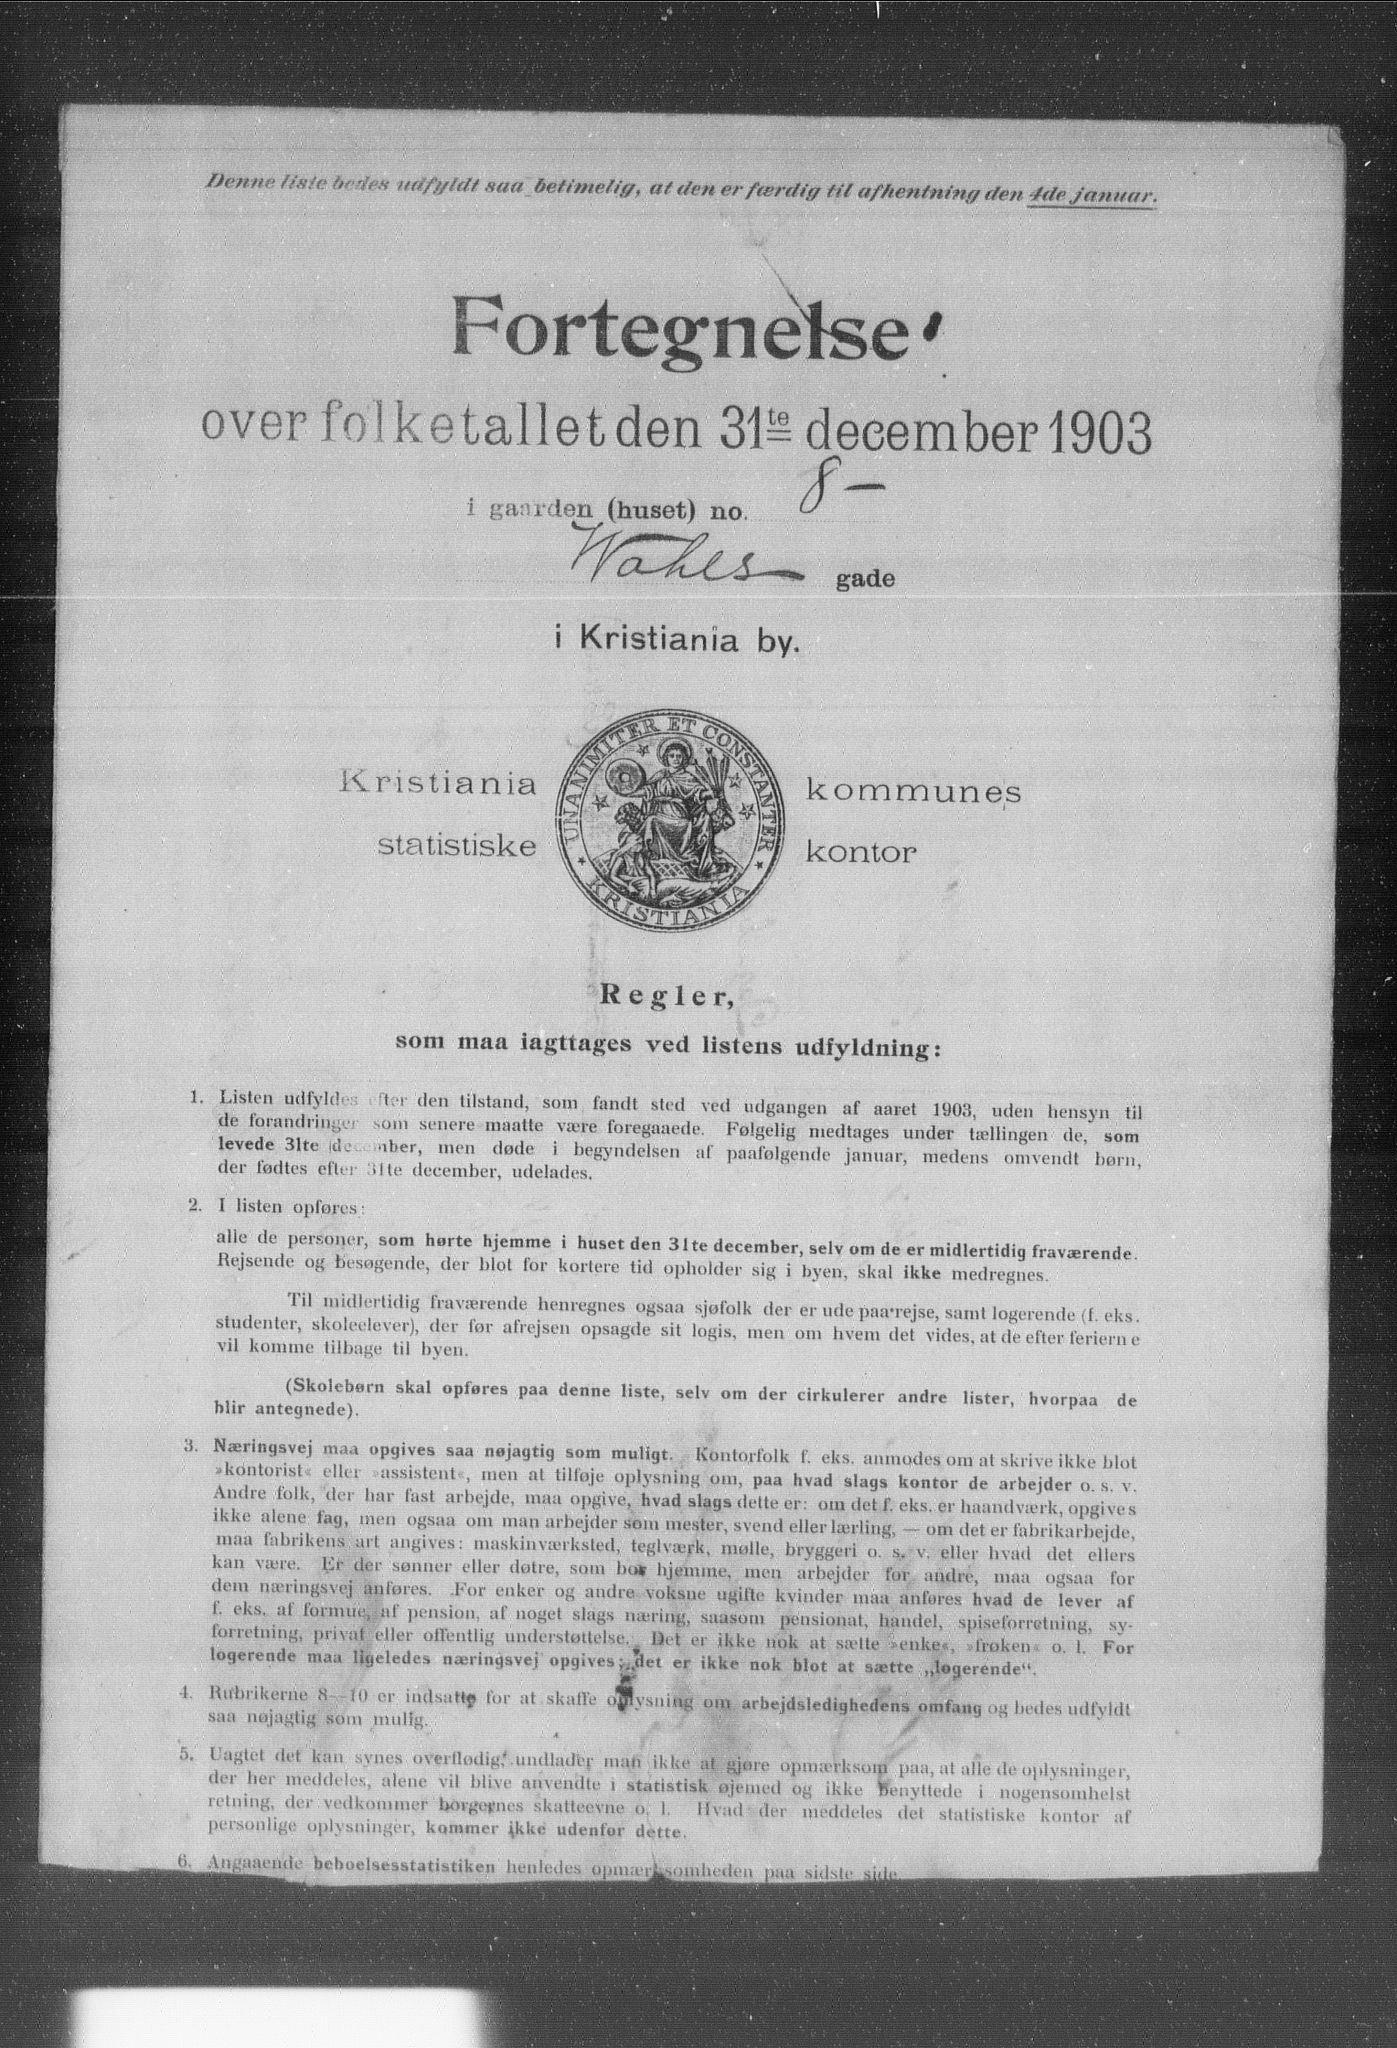 Denne liste bedes udfyldt saa betimelig, at den er færdig til afhentning den 4de januar.
Fortegnelse
over folketallet den 31te december 1903
i gaarden (huset) no. 8 —
Wahls gade
i Kristiania by.
UNANIMITER ET CONSTANTER
KRISTIANIA
Kristiania kommunes
statistiske kontor
Regler,
som maa iagttages ved listens udfyldning:
1. Listen udfyldes efter den tilstand, som fandt sted ved udgangen af aaret 1903, uden hensyn til
de forandringer som senere maatte være foregaaede. Følgelig medtages under tællingen de, som
levede 31te december, men døde i begyndelsen af paafølgende januar, medens omvendt børn,
der fødtes efter 31te december, udelades.
2. I listen opføres:
alle de personer, som hørte hjemme i huset den 31te december, selv om de er midlertidig fraværende.
Rejsende og besøgende, der blot for kortere tid opholder sig i byen, skal ikke medregnes.
Til midlertidig fraværende henregnes ogsaa sjøfolk der er ude paa rejse, samt logerende (f. eks.
studenter, skoleelever), der før afrejsen opsagde sit logis, men om hvem det vides, at de efter ferierne
vil komme tilbage til byen.
(Skolebørn skal opføres paa denne liste, selv om der cirkulerer andre lister, hvorpaa de
blir antegnede).
3. Næringsvej maa opgives saa nøjagtig som muligt. Kontorfolk f. eks. anmodes om at skrive ikke blot
»kontorist« eller »assistent«, men at tilføje oplysning om, paa hvad slags kontor de arbejder o. s. v.
Andre folk, der har fast arbejde, maa opgive, hvad slags dette er: om det f. eks. er haandværk, opgives
ikke alene fag, men ogsaa om man arbejder som mester, svend eller lærling, — om det er fabrikarbejde,
maa fabrikens art angives: maskinværksted, teglværk, mølle, bryggeri o. s. v. eller hvad det ellers
kan være. Er der sønner eller døtre, som bor hjemme, men arbejder for andre, maa ogsaa for
dem næringsvej anføres. For enker og andre voksne ugifte kvinder maa anføres hvad de lever af
f. eks. af formue, af pension, af noget slags næring, saasom pensionat, handel, spiseforretning, sy-
forretning, privat eller offentlig understøttelse. Det er ikke nok at sætte »enke«, »frøken« o. l. For
logerende maa ligeledes næringsvej opgives; det er ikke nok blot at sætte „logerende“.
4. Rubrikerne 8—10 er indsatte for at skaffe oplysning om arbejdsledighedens omfang og bedes udfyldt
saa nøjagtig som mulig.
5. Uagtet det kan synes overflødig, undlader man ikke at gjøre opmærksom paa, at alle de oplysninger,
der her meddeles, alene vil blive anvendte i statistisk øjemed og ikke benyttede i nogensomhelst
retning, der vedkommer borgernes skatteevne o. l. Hvad der meddeles det statistiske kontor af
personlige oplysninger, kommer ikke udenfor dette.
6. Angaaende beboelsesstatistiken henledes opmærksomheden paa sidste side